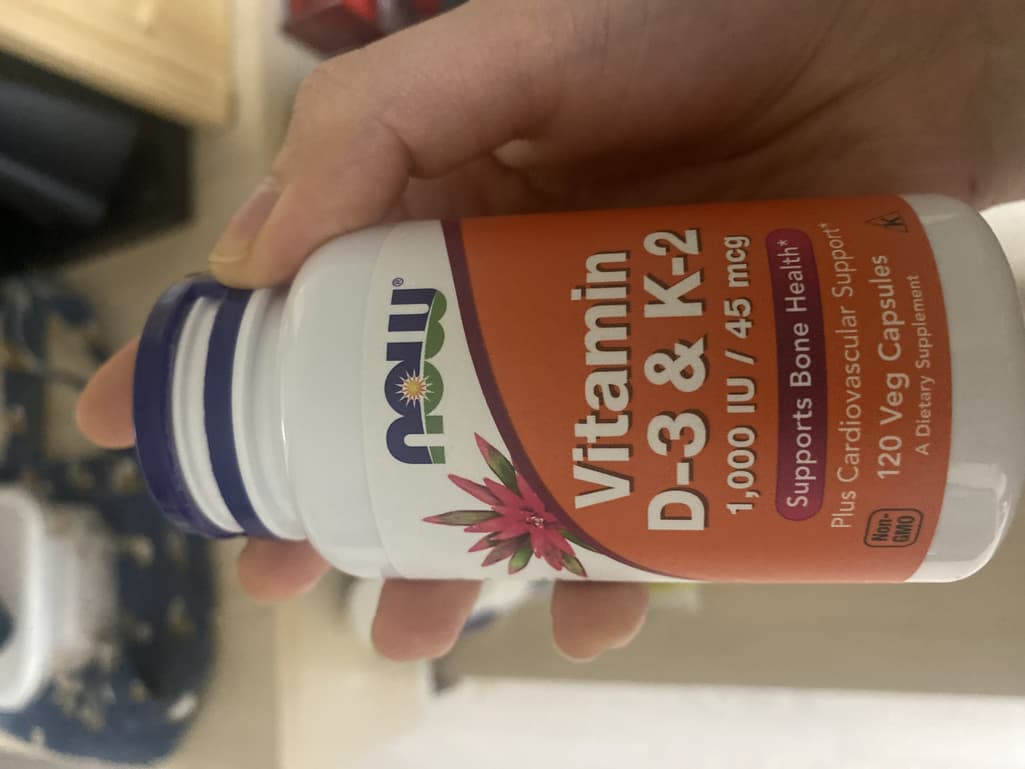 NOW®
Vitamin
D-3 & K-2
1,000 IU / 45 mcg
Supports Bone Health*
Plus Cardiovascular Support*
Non-
GMO
120 Veg Capsules
A Dietary Supplement
K